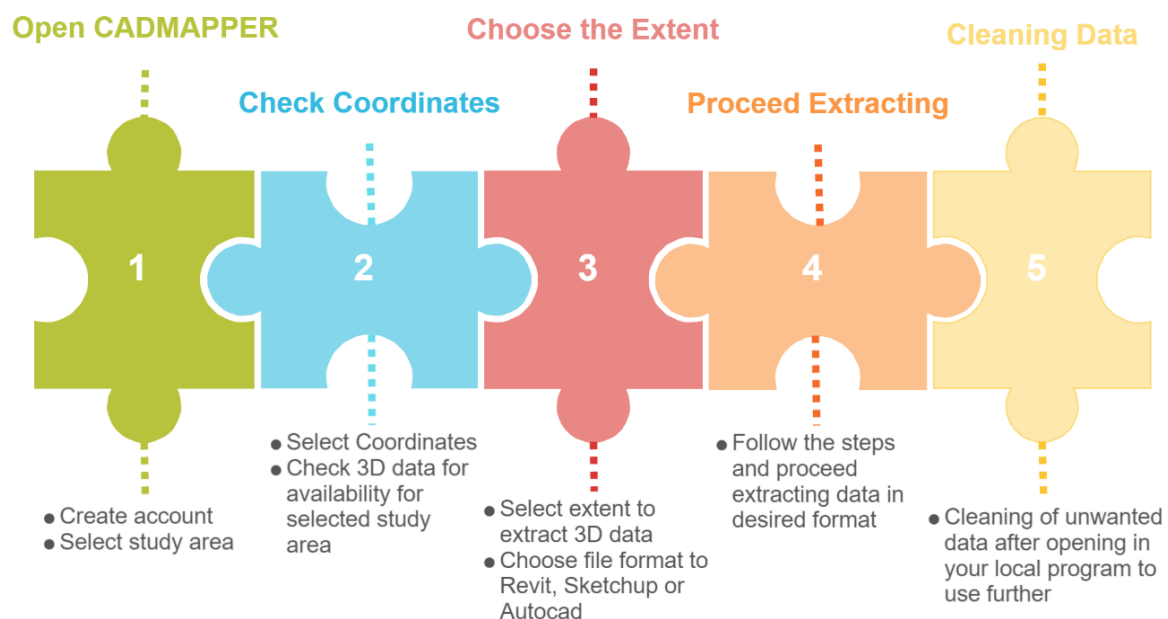 Open CADMAPPER
1
● Create account
● Select study area
Check Coordinates
2
● Select Coordinates
● Check 3D data for
availability for
selected study
area
Choose the Extent
3
● Select extent to
extract 3D data
● Choose file format to
Revit, Sketchup or
Autocad
Proceed Extracting
4
● Follow the steps
and proceed
extracting data in
desired format
Cleaning Data
5
● Cleaning of unwanted
data after opening in
your local program to
use further